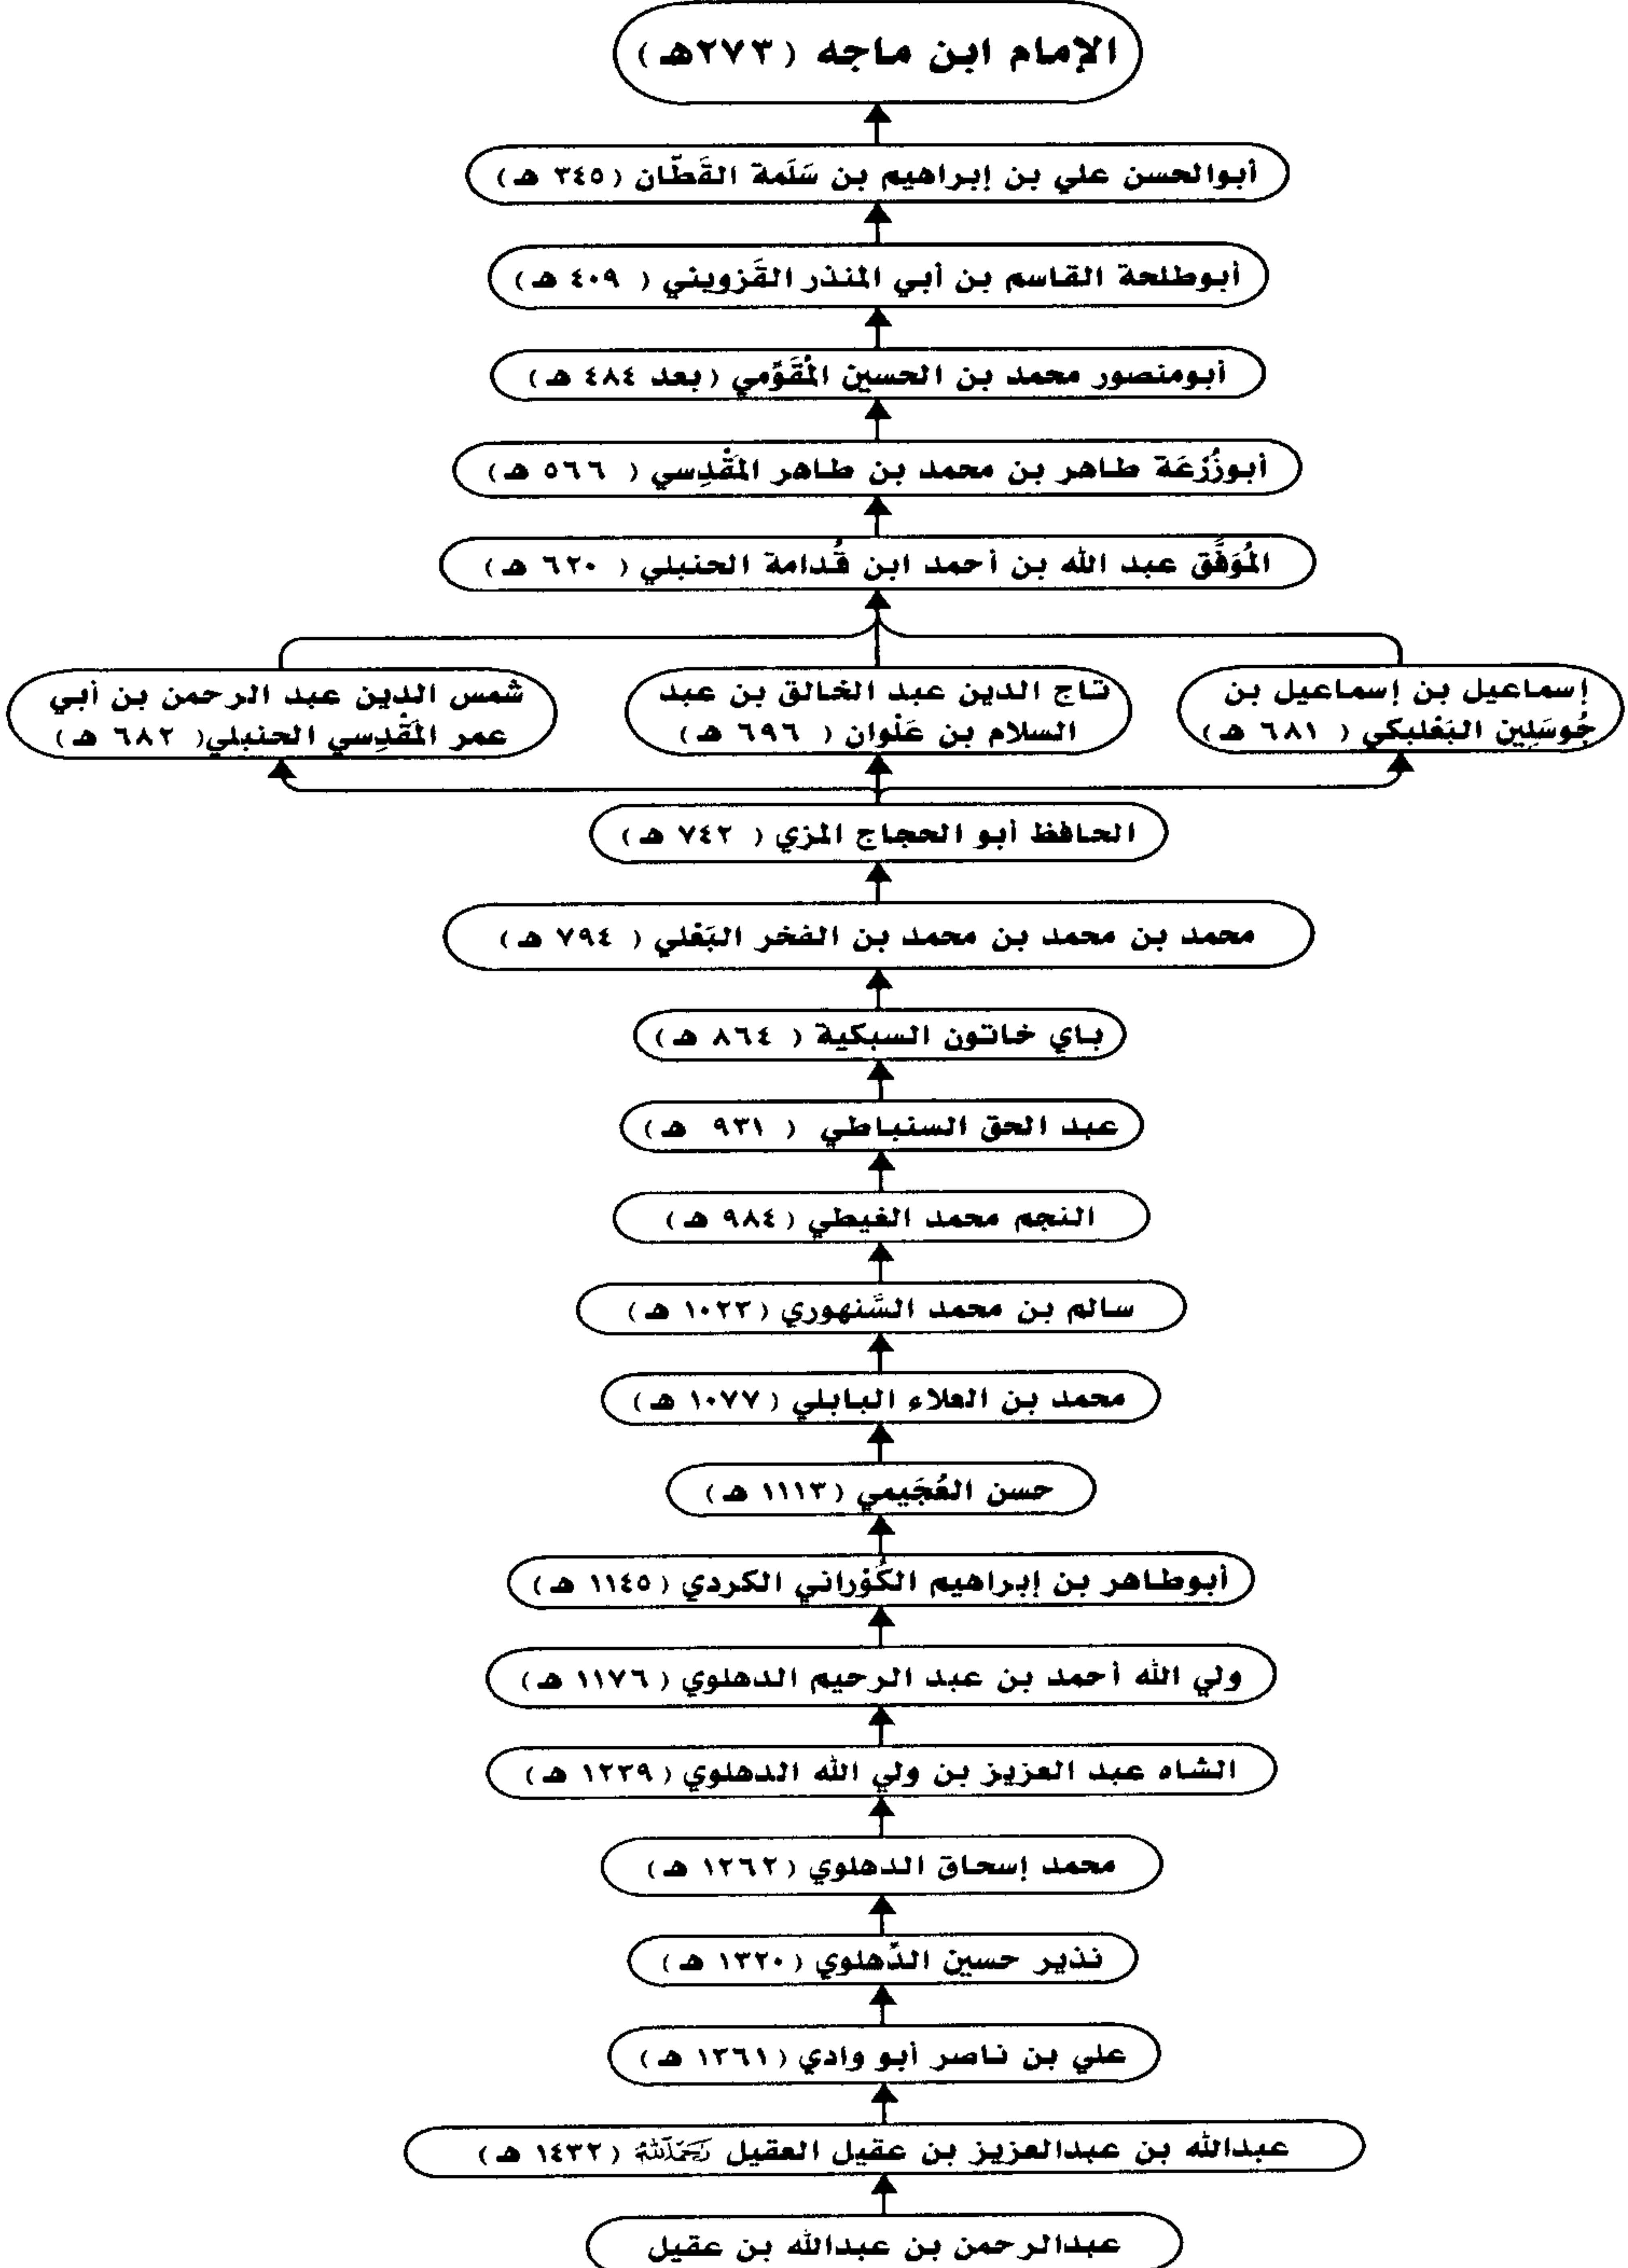 الإمام ابن ماجه (٢٧٣هـ)
أبوالحسن علي بن إبراهيم بن سَلَمة القَطّان (٣٤٥ هـ)
أبوطلحة القاسم بن أبي المنذر القَزويني ( ٤٠٩ هـ)
أبومنصور محمد بن الحسين المُقَوِّمي (بعد ٤٨٤ هـ)
أبوزُرْعَة طاهر بن محمد بن طاهر المَقْدِسي ( ٥٦٦ هـ)
المُوَفَّق عبد الله بن أحمد ابن قُدامة الحنبلي ( ٦٢٠ هـ)
إسماعيل بن إسماعيل بن
جُوسَلِين البَعْلبكي ( ٦٨١ هـ)
تاج الدين عبد الخالق بن عبد
السلام بن عَلْوان ( ٦٩٦ هـ)
شمس الدين عبد الرحمن بن أبي
عمر المَقْدِسي الحنبلي( ٦٨٢ هـ)
الحافظ أبو الحجاج المزي ( ٧٤٢ هـ)
محمد بن محمد بن محمد بن الفخر البَعْلي ( ٧٩٤ هـ)
باي خاتون السبكية ( ٨٦٤ هـ)
عبد الحق السنباطي ( ٩٣١ هـ)
النجم محمد الغيطي (٩٨٤ هـ)
سالم بن محمد السَّنهوري (١٠٢٣ هـ)
محمد بن العلاء البابلي (١٠٧٧ هـ)
حسن العُجَيمي (١١١٣ هـ)
أبوطاهر بن إبراهيم الكُوْراني الكردي (١١٤٥ هـ)
ولي الله أحمد بن عبد الرحيم الدهلوي (١١٧٦ هـ)
الشاه عبد العزيز بن ولي الله الدهلوي (١٢٣٩ هـ)
محمد إسحاق الدهلوي (١٢٦٢ هـ)
نذير حسين الدِّهلوي (١٣٢٠ هـ)
علي بن ناصر أبو وادي (١٣٦١ هـ)
عبدالله بن عبدالعزيز بن عقيل العقيل رَحِمَهُ اللَّهُ (١٤٣٢ هـ)
عبدالرحمن بن عبدالله بن عقيل